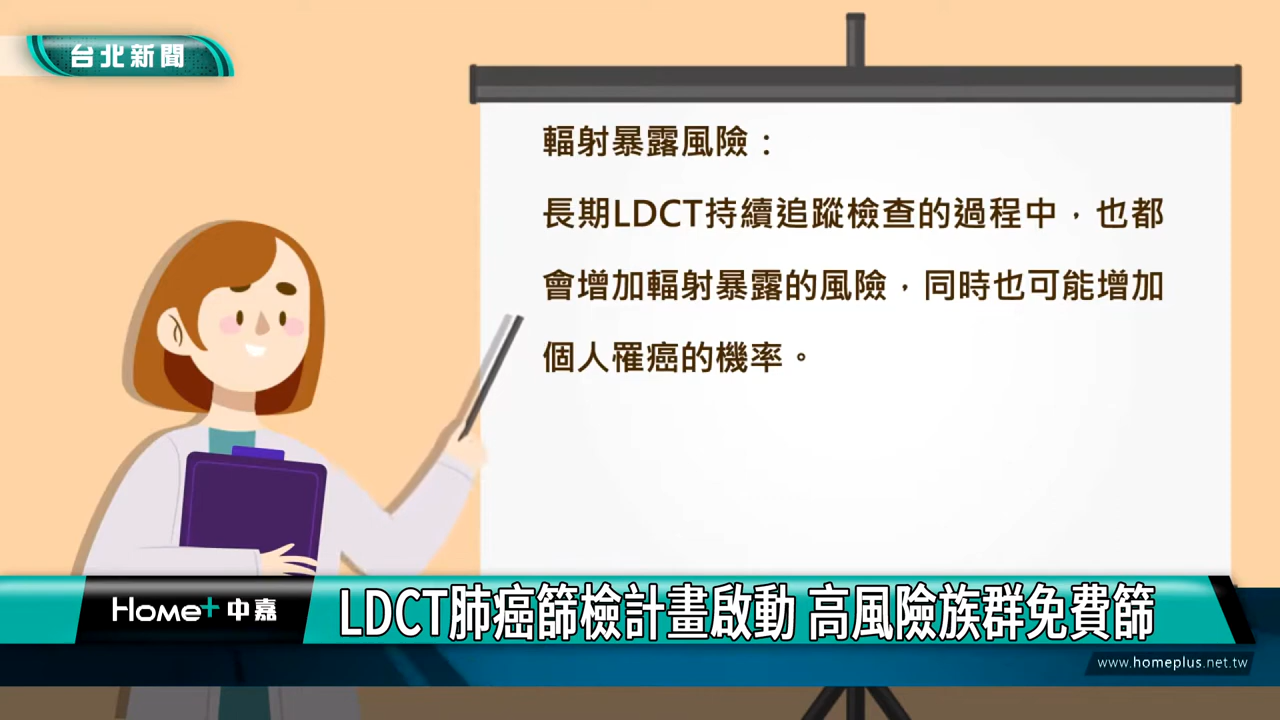 台北新聞
輻射暴露風險：
長期LDCT持續追蹤檢查的過程中，也都
會增加輻射暴露的風險，同時也可能增加
個人罹癌的機率。
Home+中嘉
LDCT肺癌篩檢計畫啟動 高風險族群免費篩
www.homeplus.net.tw